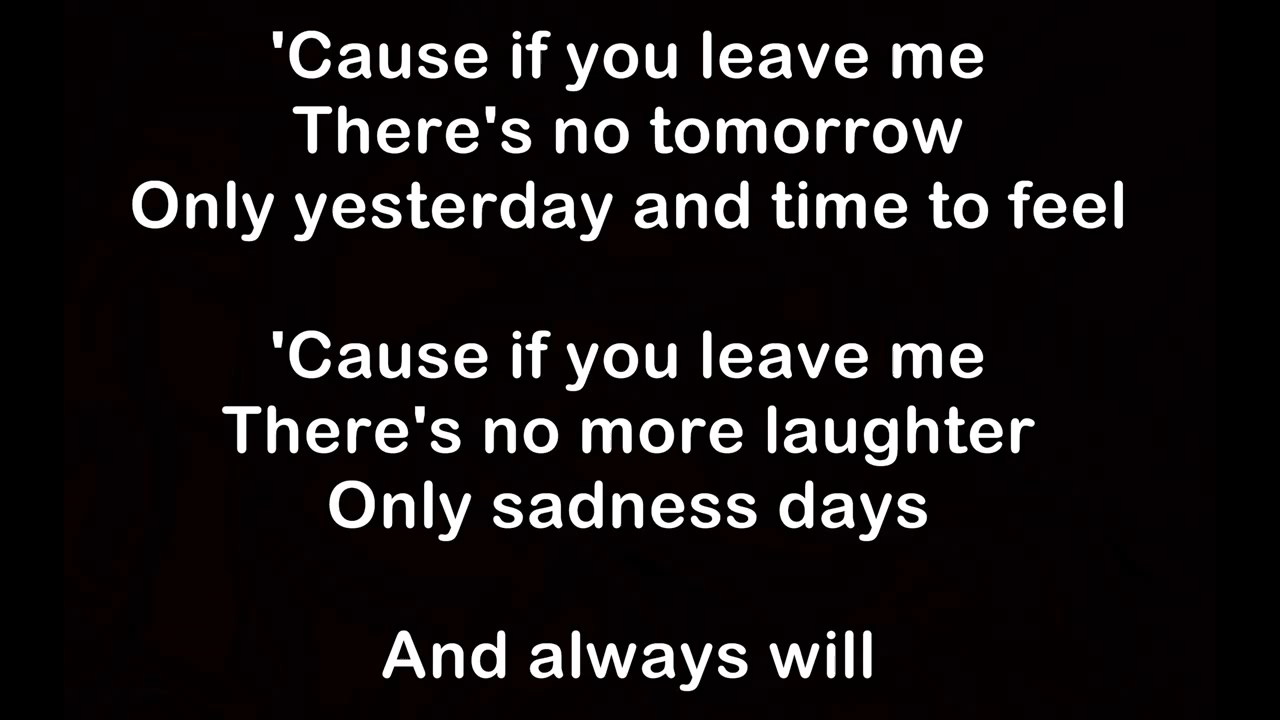 'Cause if you leave me
There's no tomorrow
Only yesterday and time to feel
'Cause if you leave me
There's no more laughter
Only sadness days
And always will